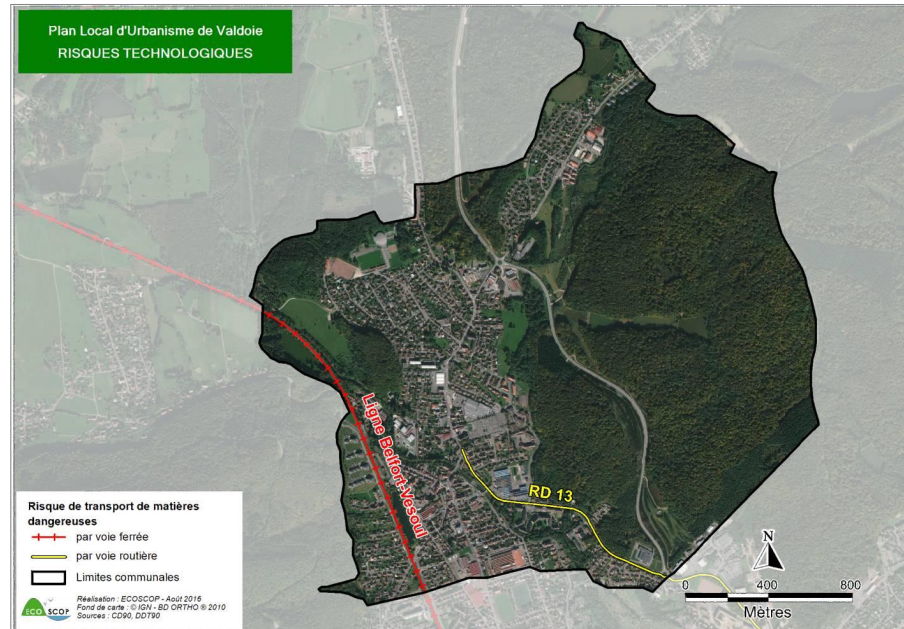 Plan Local d'Urbanisme de Valdoie
RISQUES TECHNOLOGIQUES
Ligne Belfort-Vesoul
RD 13
Risque de transport de matières
dangereuses
par voie ferrée
par voie routière
Limites communales
ECO SCOP
Réalisation : ECOSCOP - Août 2016
Fond de carte : © IGN - BD ORTHO ® 2010
Sources : CD90, DDT90
N
0 400 800
Mètres